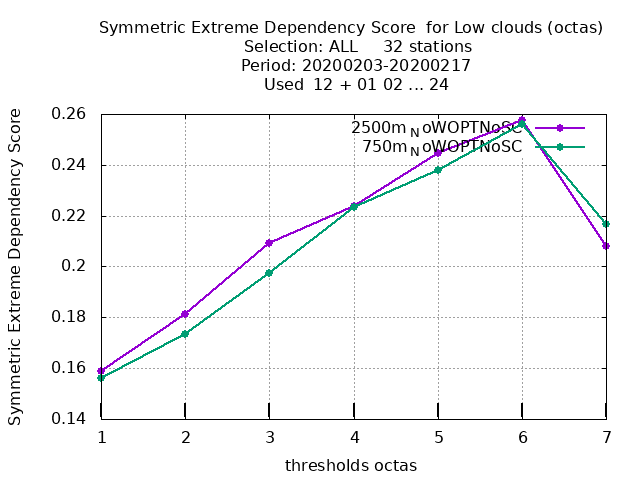 Symmetric Extreme Dependency Score for Low clouds (octas)
Selection: ALL 32 stations
Period: 20200203-20200217
Used 12 + 01 02 ... 24
Symmetric Extreme Dependency Score
0.26
0.24
0.22
0.2
0.18
0.16
0.14
2500mNoWOPTNoSC
750mNoWOPTNoSC
1 2 3 4 5 6 7
thresholds octas